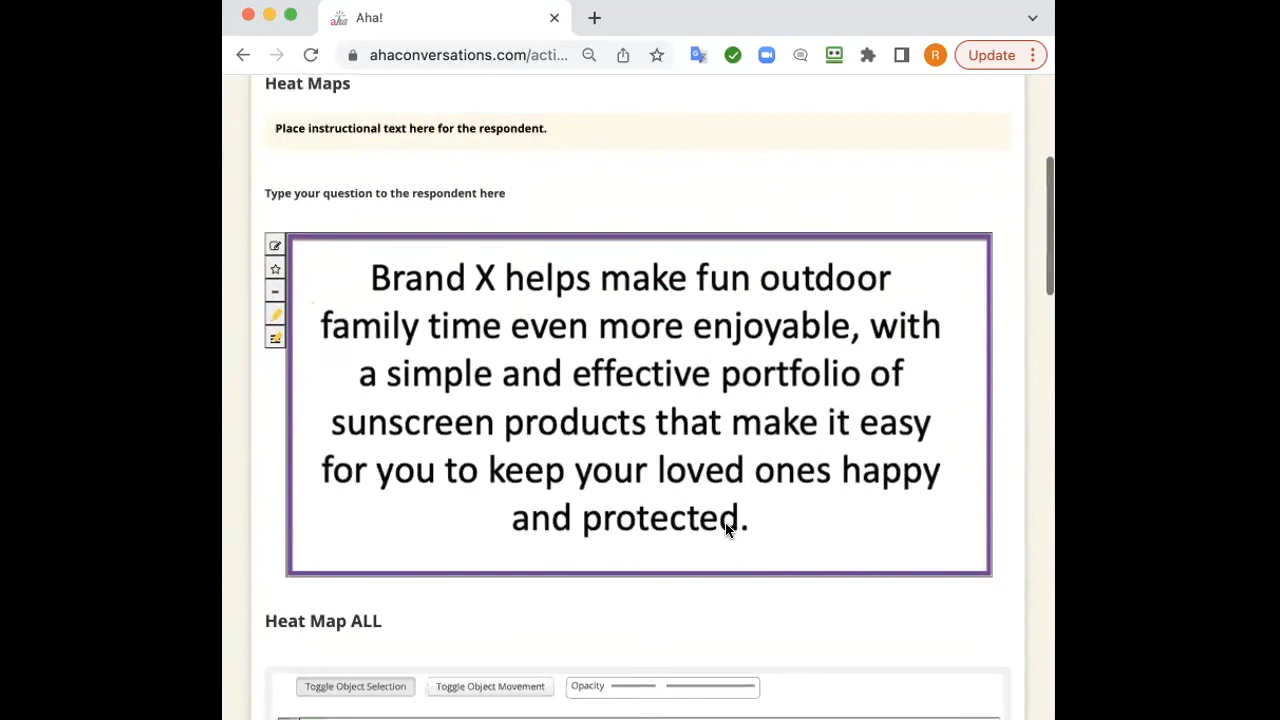 Aha!
ahaconversations.com/acti...
R
Update
Heat Maps
Place instructional text here for the respondent.
Type your question to the respondent here
Brand X helps make fun outdoor
family time even more enjoyable, with
a simple and effective portfolio of
sunscreen products that make it easy
for you to keep your loved ones happy
and protected.
Heat Map ALL
Toggle Object Selection
Toggle Object Movement
Opacity